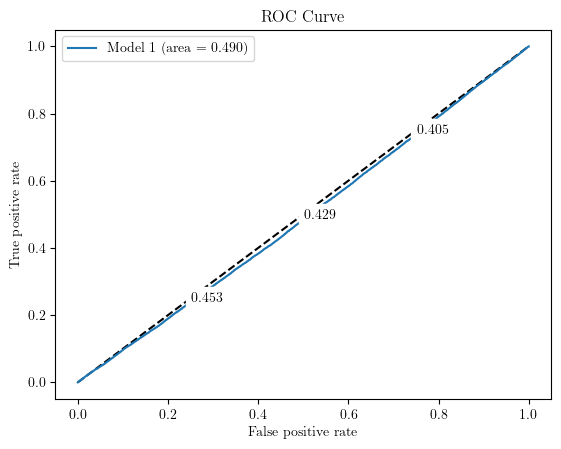 ROC Curve
Model 1 (area = 0.490)
1.0
0.8
0.6
0.4
0.2
0.0
True positive rate
0.405
0.429
0.453
0.0 0.2 0.4 0.6 0.8 1.0
False positive rate